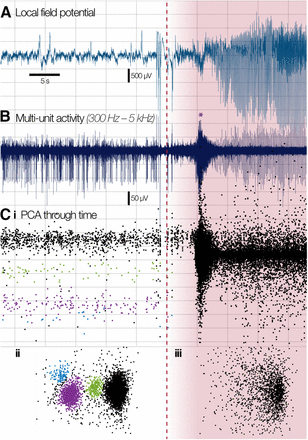 A Local field potential
5 s
500 µV
B Multi-unit activity (300 Hz – 5 kHz)
*
50 µV
C i PCA through time
ii
iii